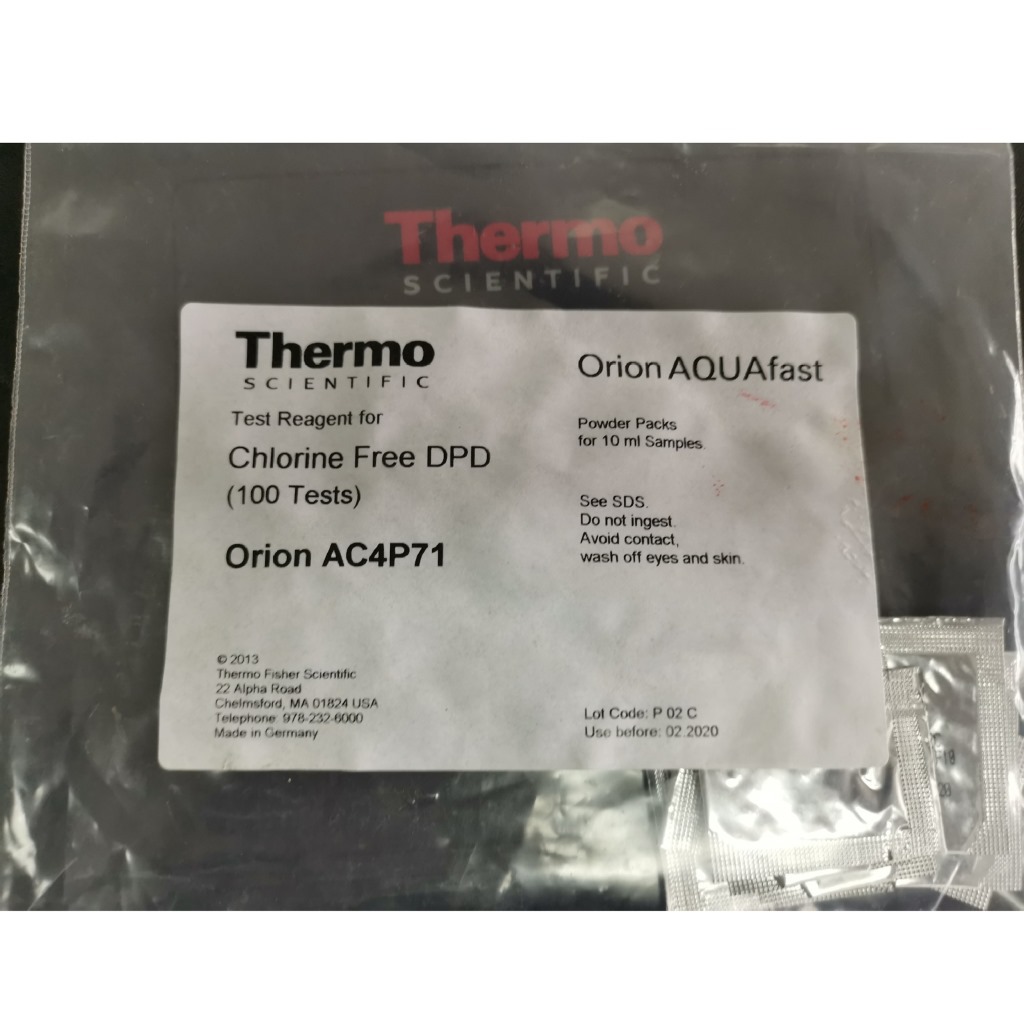 Thermo
SCIENTIFIC
Thermo
SCIENTIFIC
Test Reagent for
Chlorine Free DPD
(100 Tests)
Orion AC4P71
© 2013
Thermo Fisher Scientific
22 Alpha Road
Chelmsford, MA 01824 USA
Telephone: 978-232-6000
Made in Germany
Orion AQUAfast
Powder Packs
for 10 ml Samples.
See SDS.
Do not ingest.
Avoid contact,
wash off eyes and skin.
Lot Code: P 02 C
Use before: 02.2020